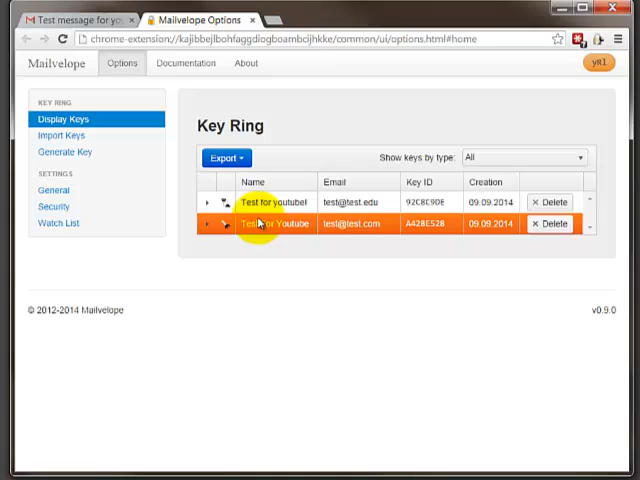 Test message for yo
Mailvelope Options
chrome-extension://kajibbejlbohfaggdiogboambcijhkke/common/ui/options.html#home
Mailvelope Options Documentation About
yRl
KEY RING
Display Keys
Import Keys
Generate Key
SETTINGS
General
Security
Watch List
Key Ring
Export Show keys by type: All
Name Email Key ID Creation
Test for youtube! test@test.edu 92C8C9DE 09.09.2014 Delete
Test For Youtube test@test.com A428E528 09.09.2014 Delete
© 2012-2014 Mailvelope v0.9.0